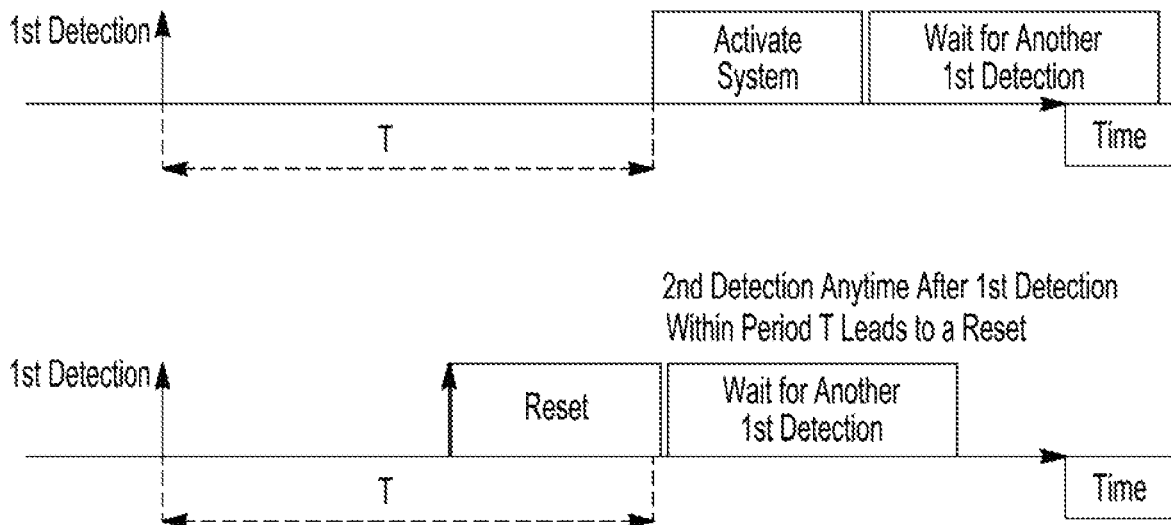 1st Detection
Activate
System
Wait for Another
1st Detection
T
Time
2nd Detection Anytime After 1st Detection
Within Period T Leads to a Reset
1st Detection
Reset
Wait for Another
1st Detection
T
Time